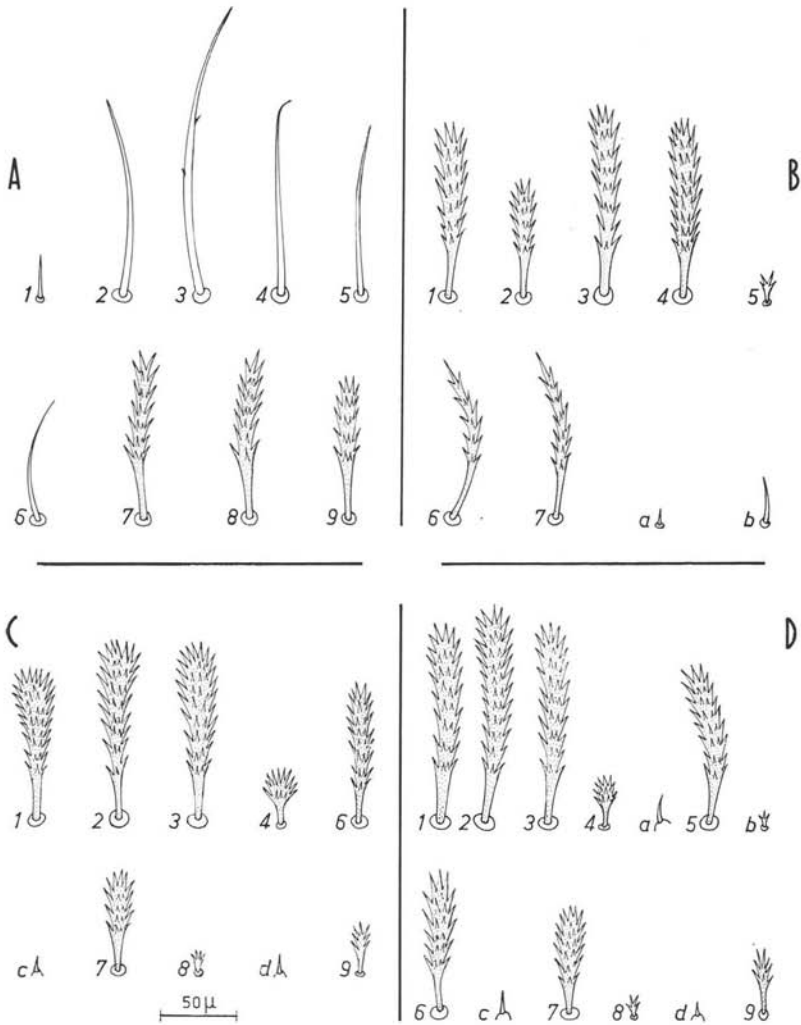 A
1 2 3 4 5
6 7 8 9
B
1 2 3 4 5
6 7 a b
C
1 2 3 4 6
c 7 8 d 9
50 μ
D
1 2 3 4 a 5 b
6 c 7 8 d 9